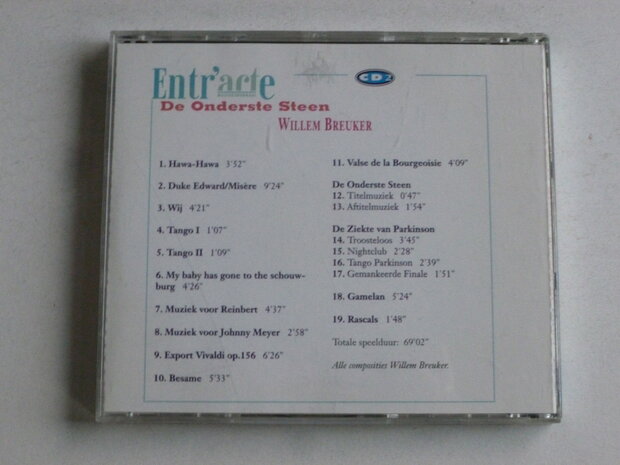 Entr'acte
CD2
De Onderste Steen
WILLEM BREUKER
1. Hawa-Hawa 3'52"
2. Duke Edward/Misère 9'24"
3. Wij 4'21"
4. Tango I 1'07"
5. Tango II 1'09"
6. My baby has gone to the schouw-
burg 4'26"
7. Muziek voor Reinbert 4'37"
8. Muziek voor Johnny Meyer 2'58"
9. Export Vivaldi op.156 6'26"
10. Besame 5'33"
11. Valse de la Bourgeoisie 4'09"
De Onderste Steen
12. Titelmuziek 0'47"
13. Aftitelmuziek 1'54"
De Ziekte van Parkinson
14. Troosteloos 3'45"
15. Nightclub 2'28"
16. Tango Parkinson 2'39"
17. Gemankeerde Finale 1'51"
18. Gamelan 5'24"
19. Rascals 1'48"
Totale speelduur: 69'02"
Alle composities Willem Breuker.